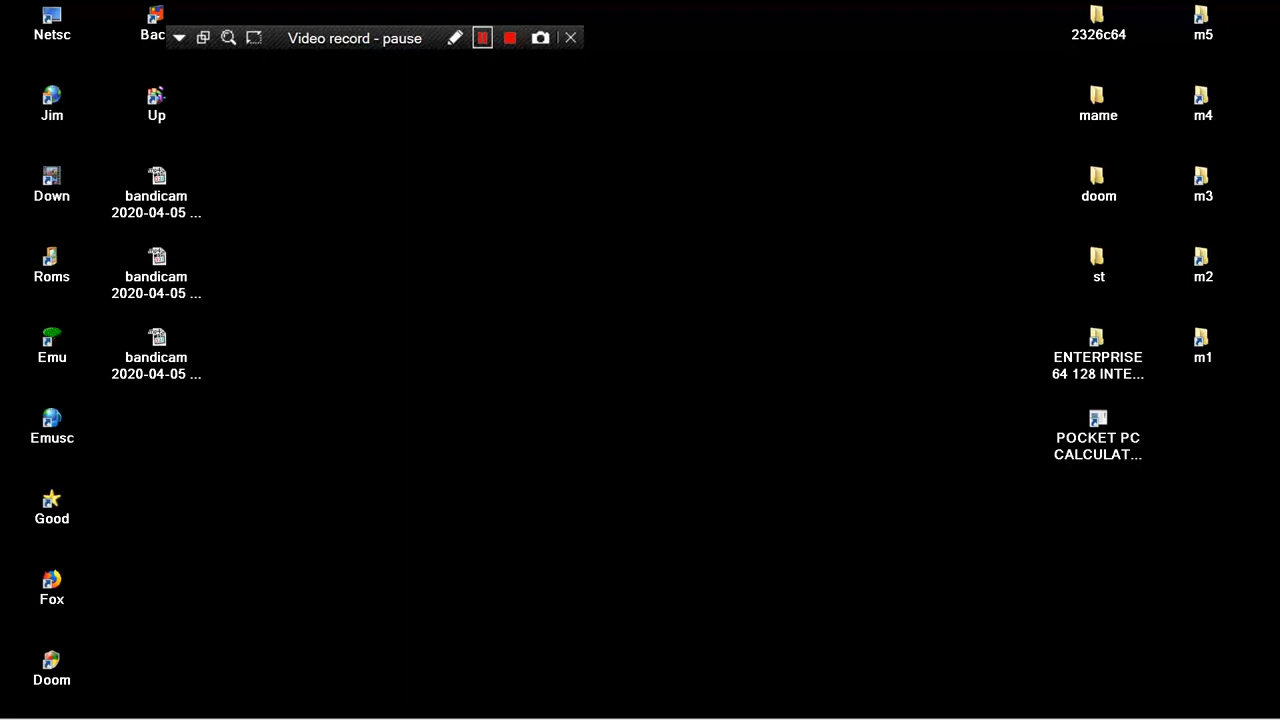 Netsc
Bac
Video record - pause
2326c64
m5
Jim
Up
mame
m4
Down
bandicam
2020-04-05 ...
doom
m3
Roms
bandicam
2020-04-05 ...
st
m2
Emu
bandicam
2020-04-05 ...
ENTERPRISE
64 128 INTE...
m1
Emusc
POCKET PC
CALCULAT...
Good
Fox
Doom